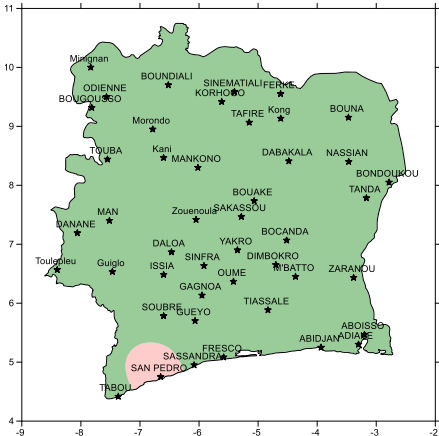 11
10
9
8
7
6
5
4
Minignan
BOUNDIALI
ODIENNE
SINEMATIALI
FERKE
BOUGOUSSO
KORHOGO
TAFIRE
Kong
BOUNA
Morondo
TOUBA
Kani
MANKONO
DABAKALA
NASSIAN
BONDOUKOU
BOUAKE
TANDA
MAN
Zouenoula
SAKASSOU
DANANE
BOCANDA
DALOA
YAKRO
Toulepleu
Guiglo
ISSIA
SINFRA
DIMBOKRO
OUME
M'BATTO
ZARANOU
GAGNOA
SOUBRE
GUEYO
TIASSALE
ABOISSO
ABIDJAN
ADIAKE
FRESCO
SASSANDRA
SAN PEDRO
TABOU
-9
-8
-7
-6
-5
-4
-3
-2